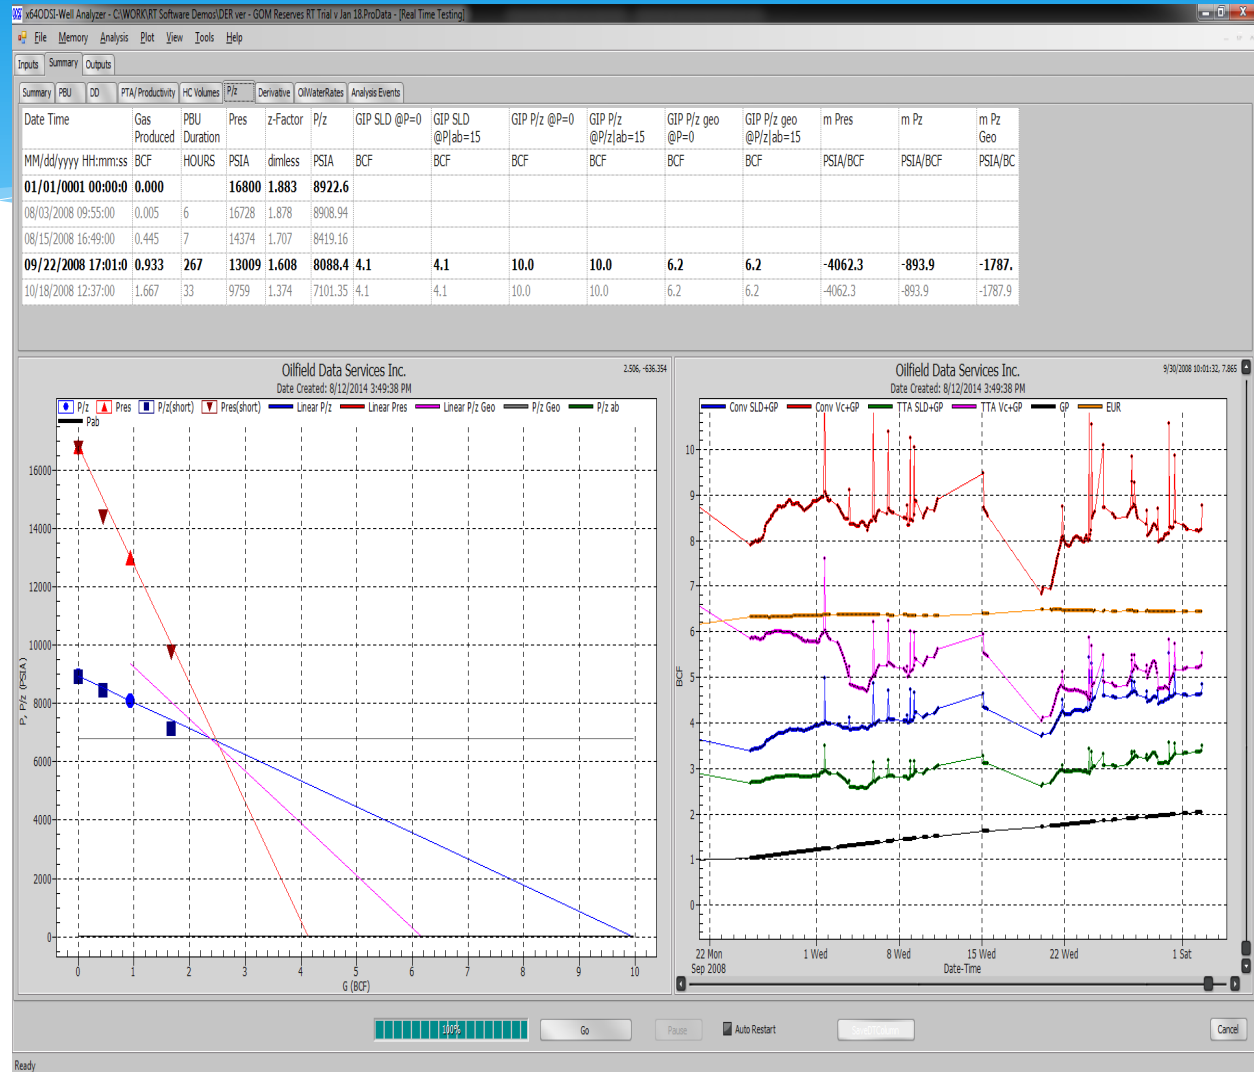 x64ODSI-Well Analyzer - C:\WORK\RT Software Demos\DER ver - GOM Reserves RT Trial v Jan 18.ProData - [Real Time Testing]
File Memory Analysis Plot View Tools Help
Inputs Summary Outputs
Summary PBU DD PTA/ Productivity HC Volumes P/z Derivative OilWaterRates Analysis Events
Date Time Gas Produced PBU Duration Pres z-Factor P/z GIP SLD @P=0 GIP SLD @P|ab=15 GIP P/z @P=0 GIP P/z @P/z|ab=15 GIP P/z geo @P=0 GIP P/z geo @P/z|ab=15 m Pres m Pz m Pz Geo
MM/dd/yyyy HH:mm:ss BCF HOURS PSIA dimless PSIA BCF BCF BCF BCF BCF BCF PSIA/BCF PSIA/BCF PSIA/BC
01/01/0001 00:00:0 0.000 16800 1.883 8922.6
08/03/2008 09:55:00 0.005 6 16728 1.878 8908.94
08/15/2008 16:49:00 0.445 7 14374 1.707 8419.16
09/22/2008 17:01:0 0.933 267 13009 1.608 8088.4 4.1 4.1 10.0 10.0 6.2 6.2 -4062.3 -893.9 -1787.
10/18/2008 12:37:00 1.667 33 9759 1.374 7101.35 4.1 4.1 10.0 10.0 6.2 6.2 -4062.3 -893.9 -1787.9
Oilfield Data Services Inc. 2.506, -636.354
Date Created: 8/12/2014 3:49:38 PM
P/z Pres P/z(short) Pres(short) Linear P/z Linear Pres Linear P/z Geo P/z Geo P/z ab
Pab
16000
14000
12000
10000
8000
6000
4000
2000
0
P, P/z (PSIA)
0 1 2 3 4 5 6 7 8 9 10
G (BCF)
Oilfield Data Services Inc. 9/30/2008 10:01:32, 7.865
Date Created: 8/12/2014 3:49:38 PM
Conv SLD+GP Conv Vc+GP TTA SLD+GP TTA Vc+GP GP EUR
10
9
8
7
6
5
4
3
2
1
0
BCF
22 Mon 1 Wed 8 Wed 15 Wed 22 Wed 1 Sat
Sep 2008
Date-Time
100% Go Pause Auto Restart Cancel
Ready